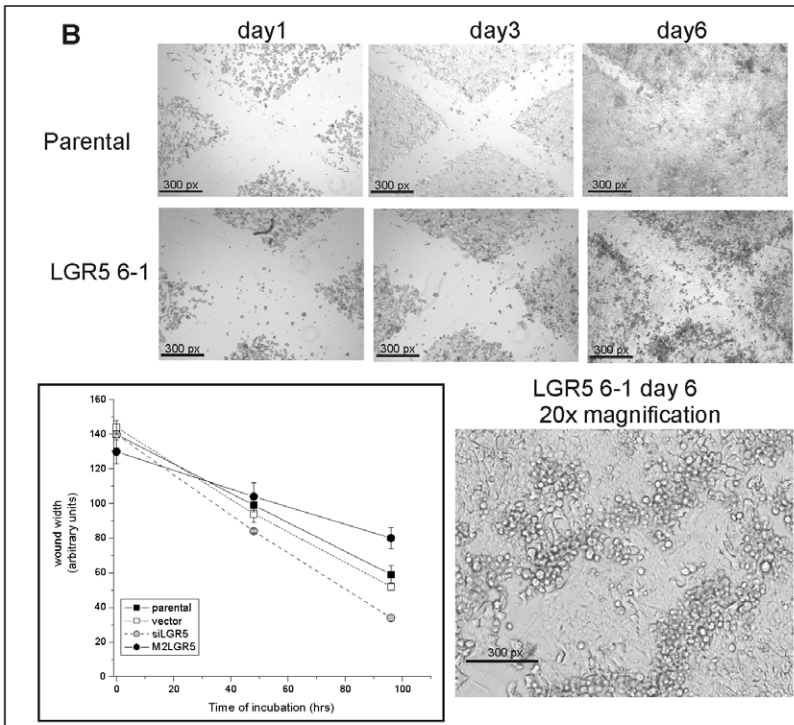 B
day1
day3
day6
Parental
300 px
300 px
300 px
LGR5 6-1
300 px
300 px
300 px
160
140
120
100
80
60
40
20
0
wound width
(arbitrary units)
parental
vector
siLGR5
M2LGR5
0
20
40
60
80
100
Time of incubation (hrs)
LGR5 6-1 day 6
20x magnification
300 px